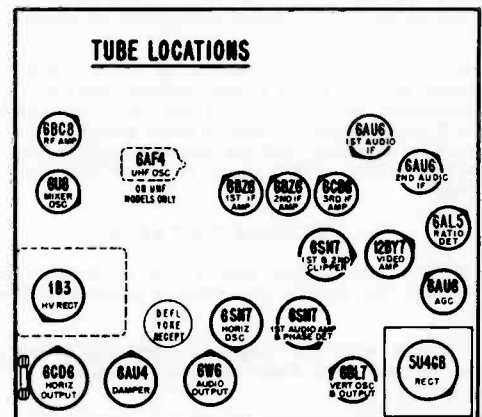 TUBE LOCATIONS
6BC8
RF AMP
6AF4
UHF OSC
ON UHF
MODELS ONLY
6AU6
1ST AUDIO
IF
6AU6
2ND AUDIO
IF
6U8
MIXER
OSC
6BZ6
1ST IF
AMP
6BZ6
2ND IF
AMP
6CB6
3RD IF
AMP
6AL5
RATIO
DET
6SN7
1ST & 2ND
CLIPPER
12BY7
VIDEO
AMP
1B3
HV RECT
6AU6
AGC
DEFL
YOKE
RECEPT
6SN7
HORIZ
OSC
6SN7
1ST AUDIO AMP
& PHASE DET
6CD6
HORIZ
OUTPUT
6AU4
DAMPER
6W6
AUDIO
OUTPUT
6BL7
VERT OSC
& OUTPUT
5U4GB
RECT